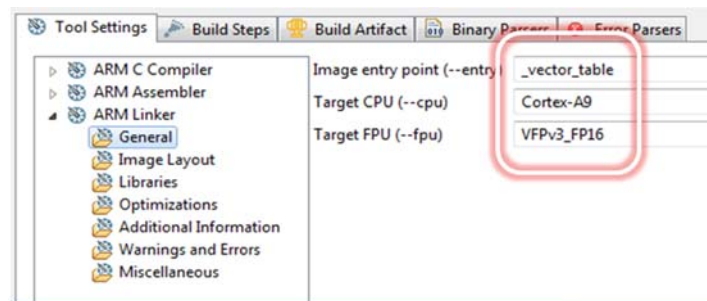 Tool Settings Build Steps Build Artifact Binary Parsers Error Parsers
ARM C Compiler
ARM Assembler
ARM Linker
General
Image Layout
Libraries
Optimizations
Additional Information
Warnings and Errors
Miscellaneous
Image entry point (--entry) _vector_table
Target CPU (--cpu) Cortex-A9
Target FPU (--fpu) VFPv3_FP16